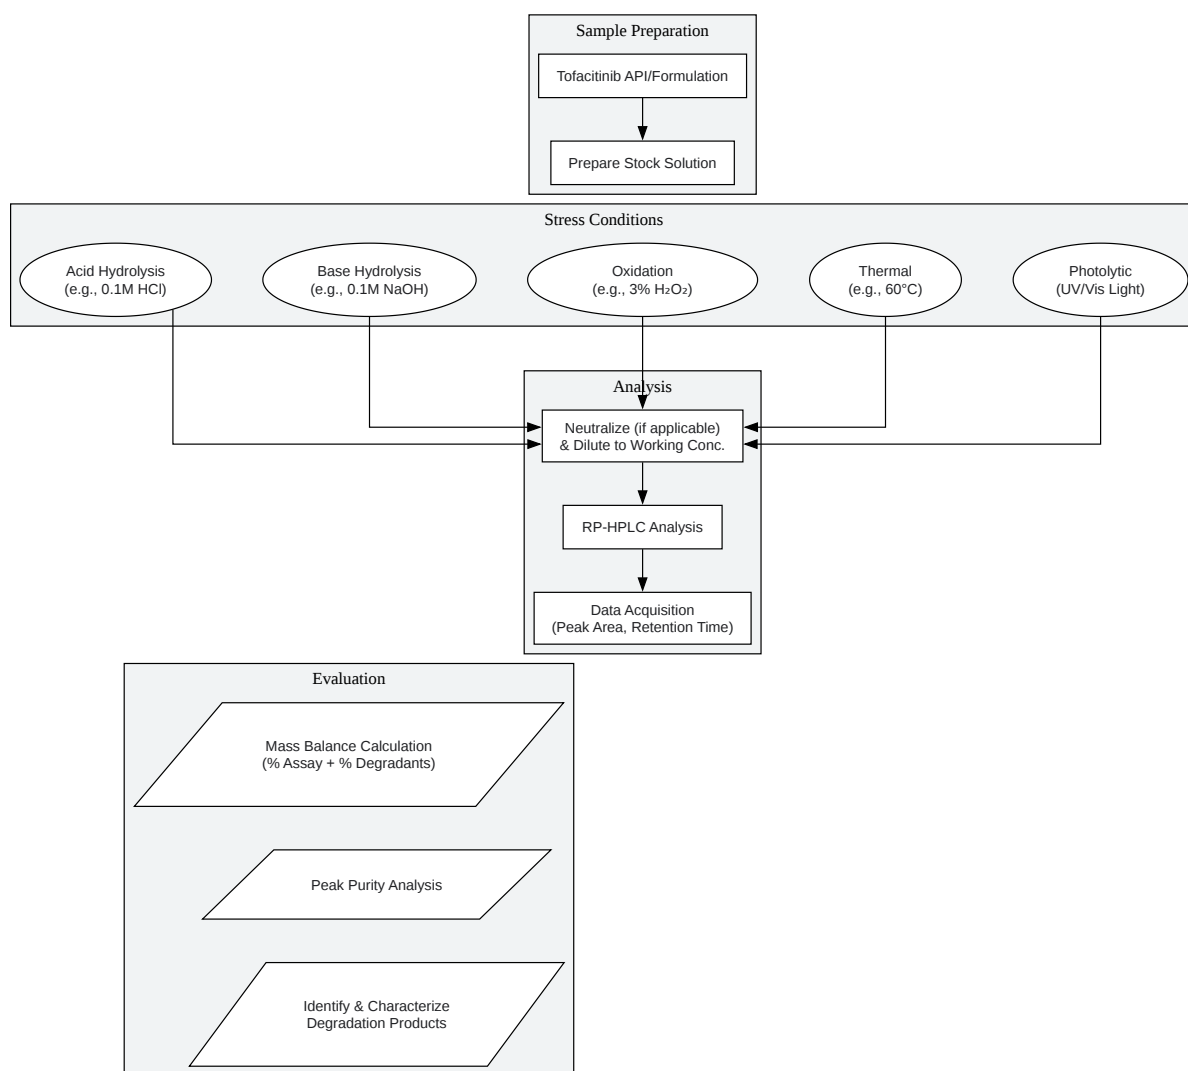 Sample Preparation
Tofacitinib API/Formulation
Prepare Stock Solution
Stress Conditions
Acid Hydrolysis
(e.g., 0.1M HCl)
Base Hydrolysis
(e.g., 0.1M NaOH)
Oxidation
(e.g., 3% H₂O₂)
Thermal
(e.g., 60°C)
Photolytic
(UV/Vis Light)
Analysis
Neutralize (if applicable)
& Dilute to Working Conc.
RP-HPLC Analysis
Data Acquisition
(Peak Area, Retention Time)
Evaluation
Mass Balance Calculation
(% Assay + % Degradants)
Peak Purity Analysis
Identify & Characterize
Degradation Products